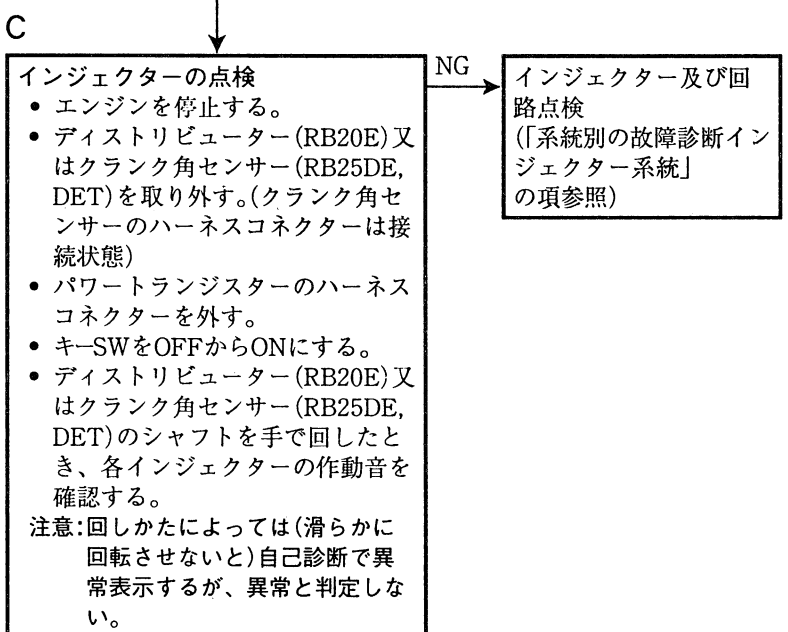 C
インジェクターの点検
• エンジンを停止する。
• ディストリビューター(RB20E)又
はクランク角センサー(RB25DE,
DET)を取り外す。(クランク角セ
ンサーのハーネスコネクターは接
続状態)
• パワートランジスターのハーネス
コネクターを外す。
• キーSWをOFFからONにする。
• ディストリビューター(RB20E)又
はクランク角センサー(RB25DE,
DET)のシャフトを手で回したと
き、各インジェクターの作動音を
確認する。
注意:回しかたによっては(滑らかに
回転させないと)自己診断で異
常表示するが、異常と判定しな
い。
NG
インジェクター及び回
路点検
(「系統別の故障診断イン
ジェクター系統」
の項参照)